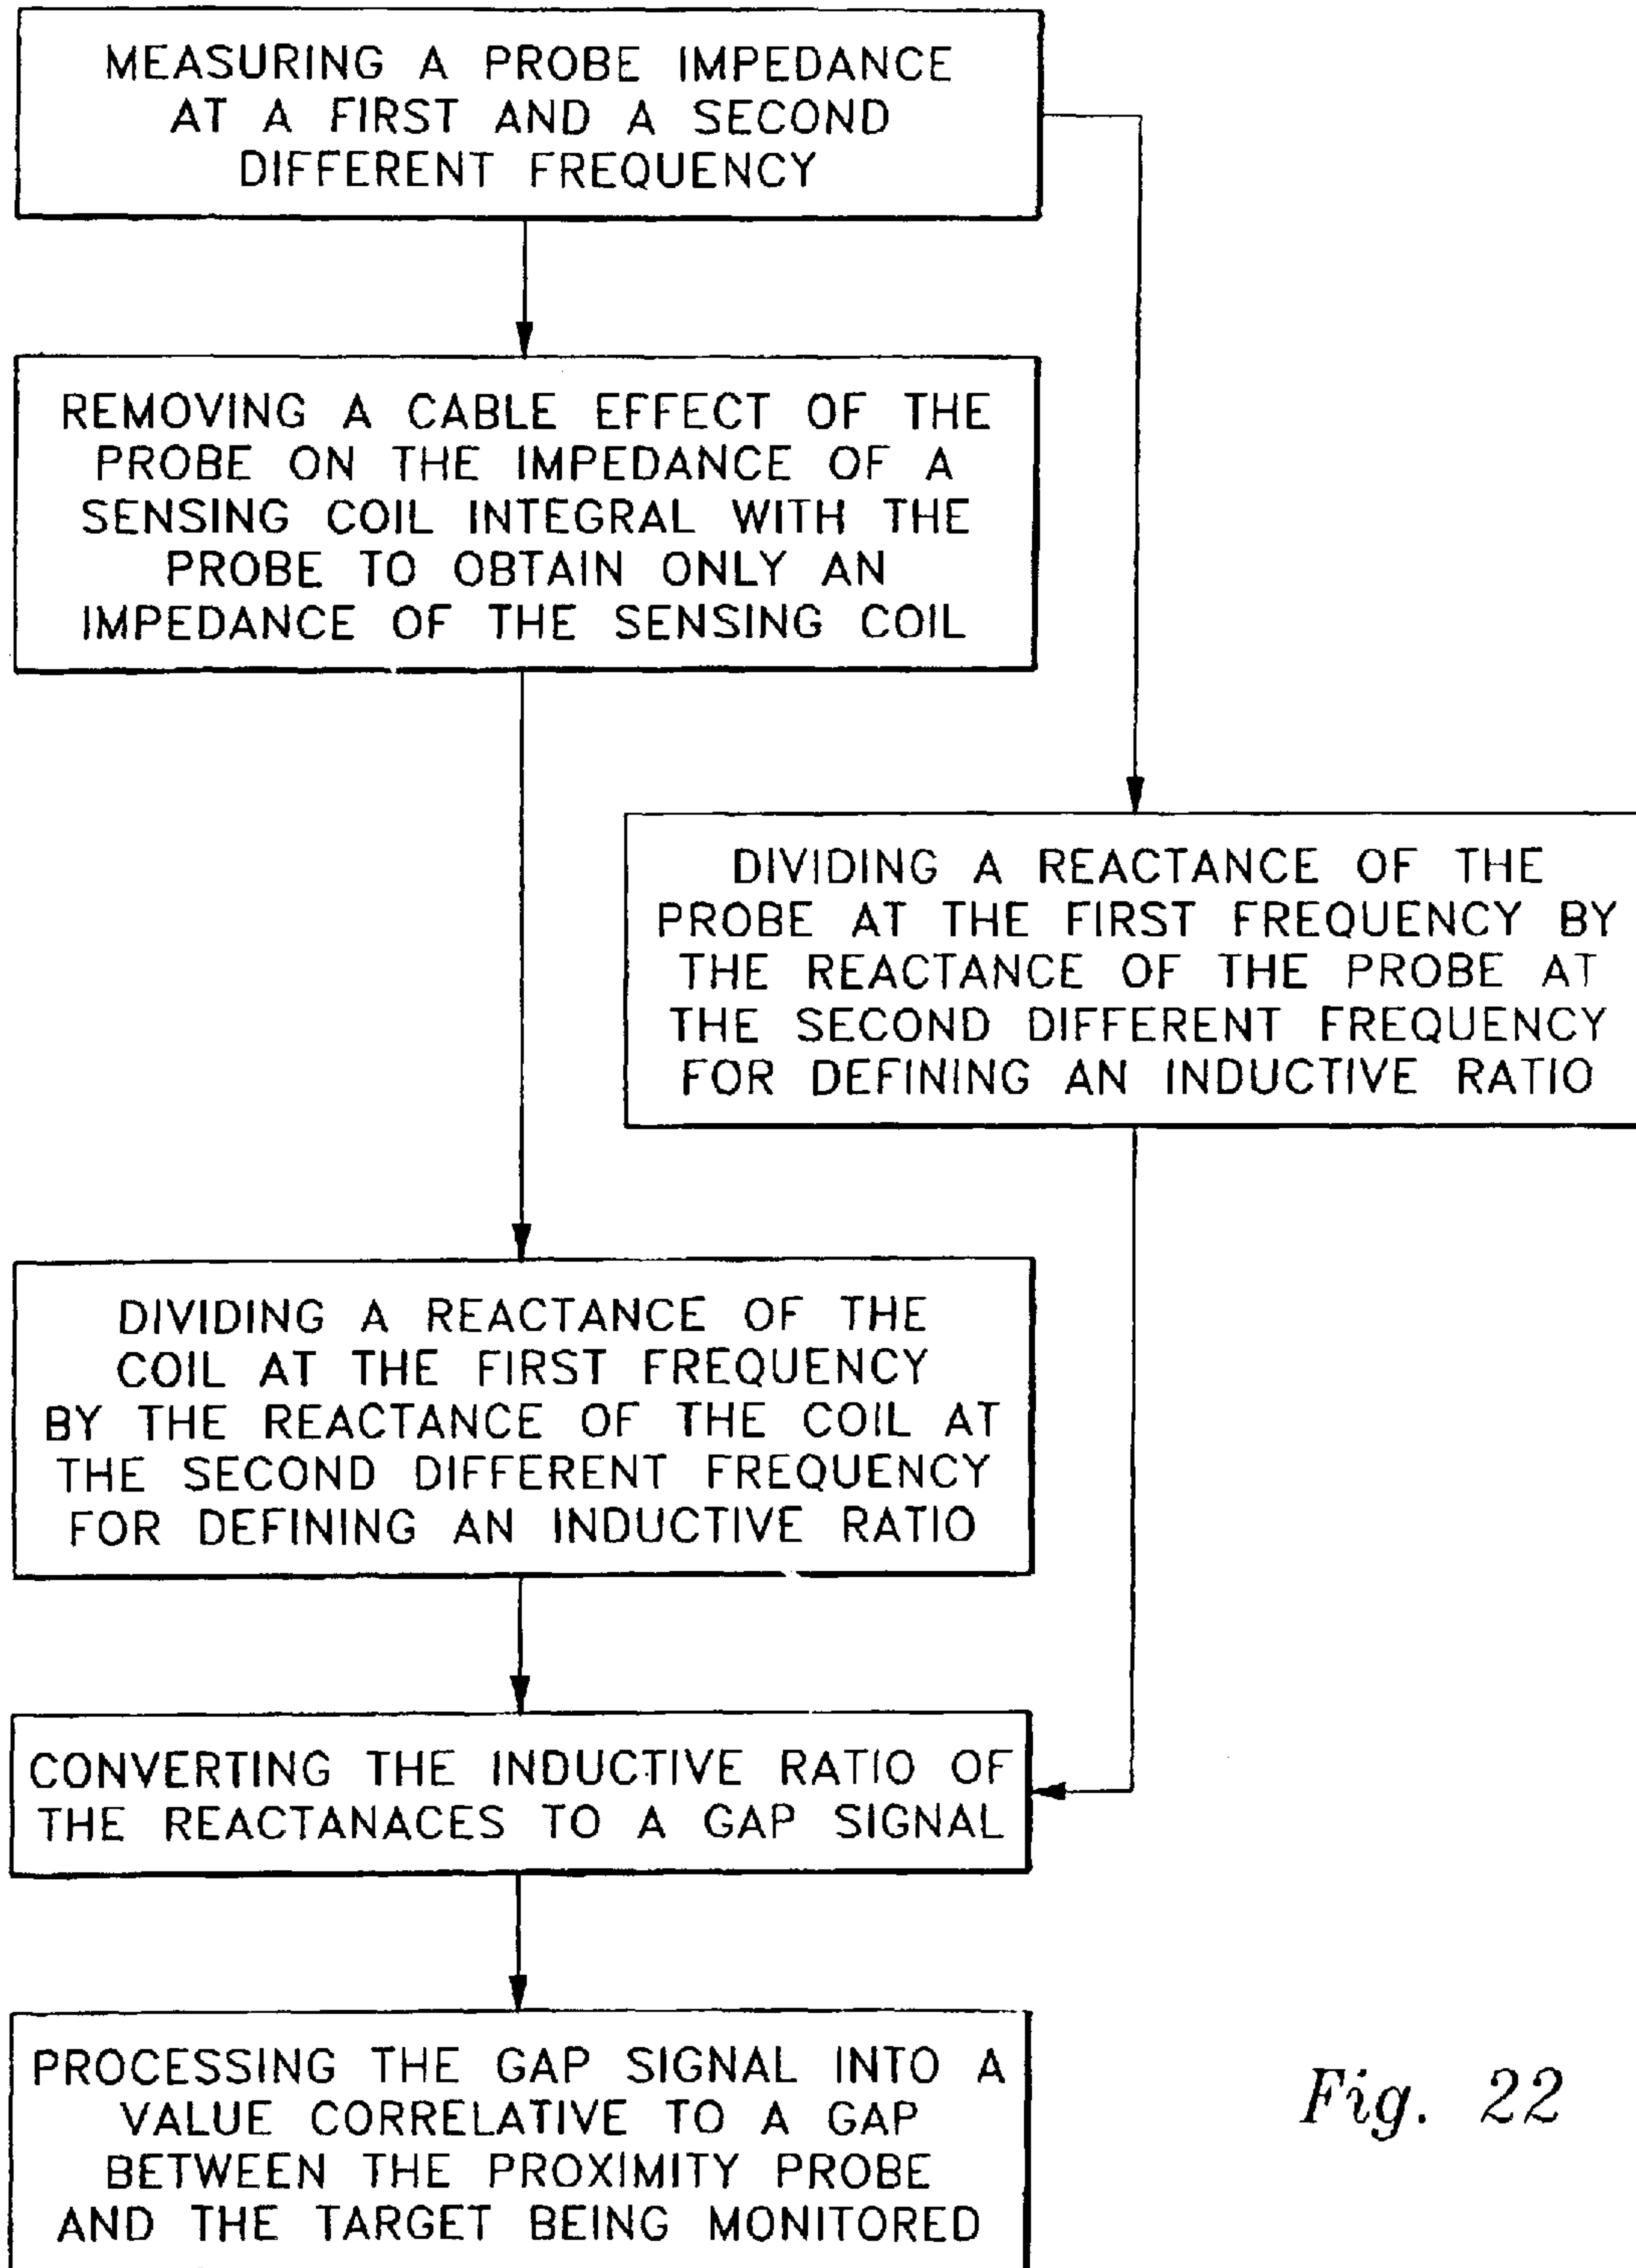 MEASURING A PROBE IMPEDANCE
AT A FIRST AND A SECOND
DIFFERENT FREQUENCY
REMOVING A CABLE EFFECT OF THE
PROBE ON THE IMPEDANCE OF A
SENSING COIL INTEGRAL WITH THE
PROBE TO OBTAIN ONLY AN
IMPEDANCE OF THE SENSING COIL
DIVIDING A REACTANCE OF THE
PROBE AT THE FIRST FREQUENCY BY
THE REACTANCE OF THE PROBE AT
THE SECOND DIFFERENT FREQUENCY
FOR DEFINING AN INDUCTIVE RATIO
DIVIDING A REACTANCE OF THE
COIL AT THE FIRST FREQUENCY
BY THE REACTANCE OF THE COIL AT
THE SECOND DIFFERENT FREQUENCY
FOR DEFINING AN INDUCTIVE RATIO
CONVERTING THE INDUCTIVE RATIO OF
THE REACTANACES TO A GAP SIGNAL
PROCESSING THE GAP SIGNAL INTO A
VALUE CORRELATIVE TO A GAP
BETWEEN THE PROXIMITY PROBE
AND THE TARGET BEING MONITORED
Fig. 22